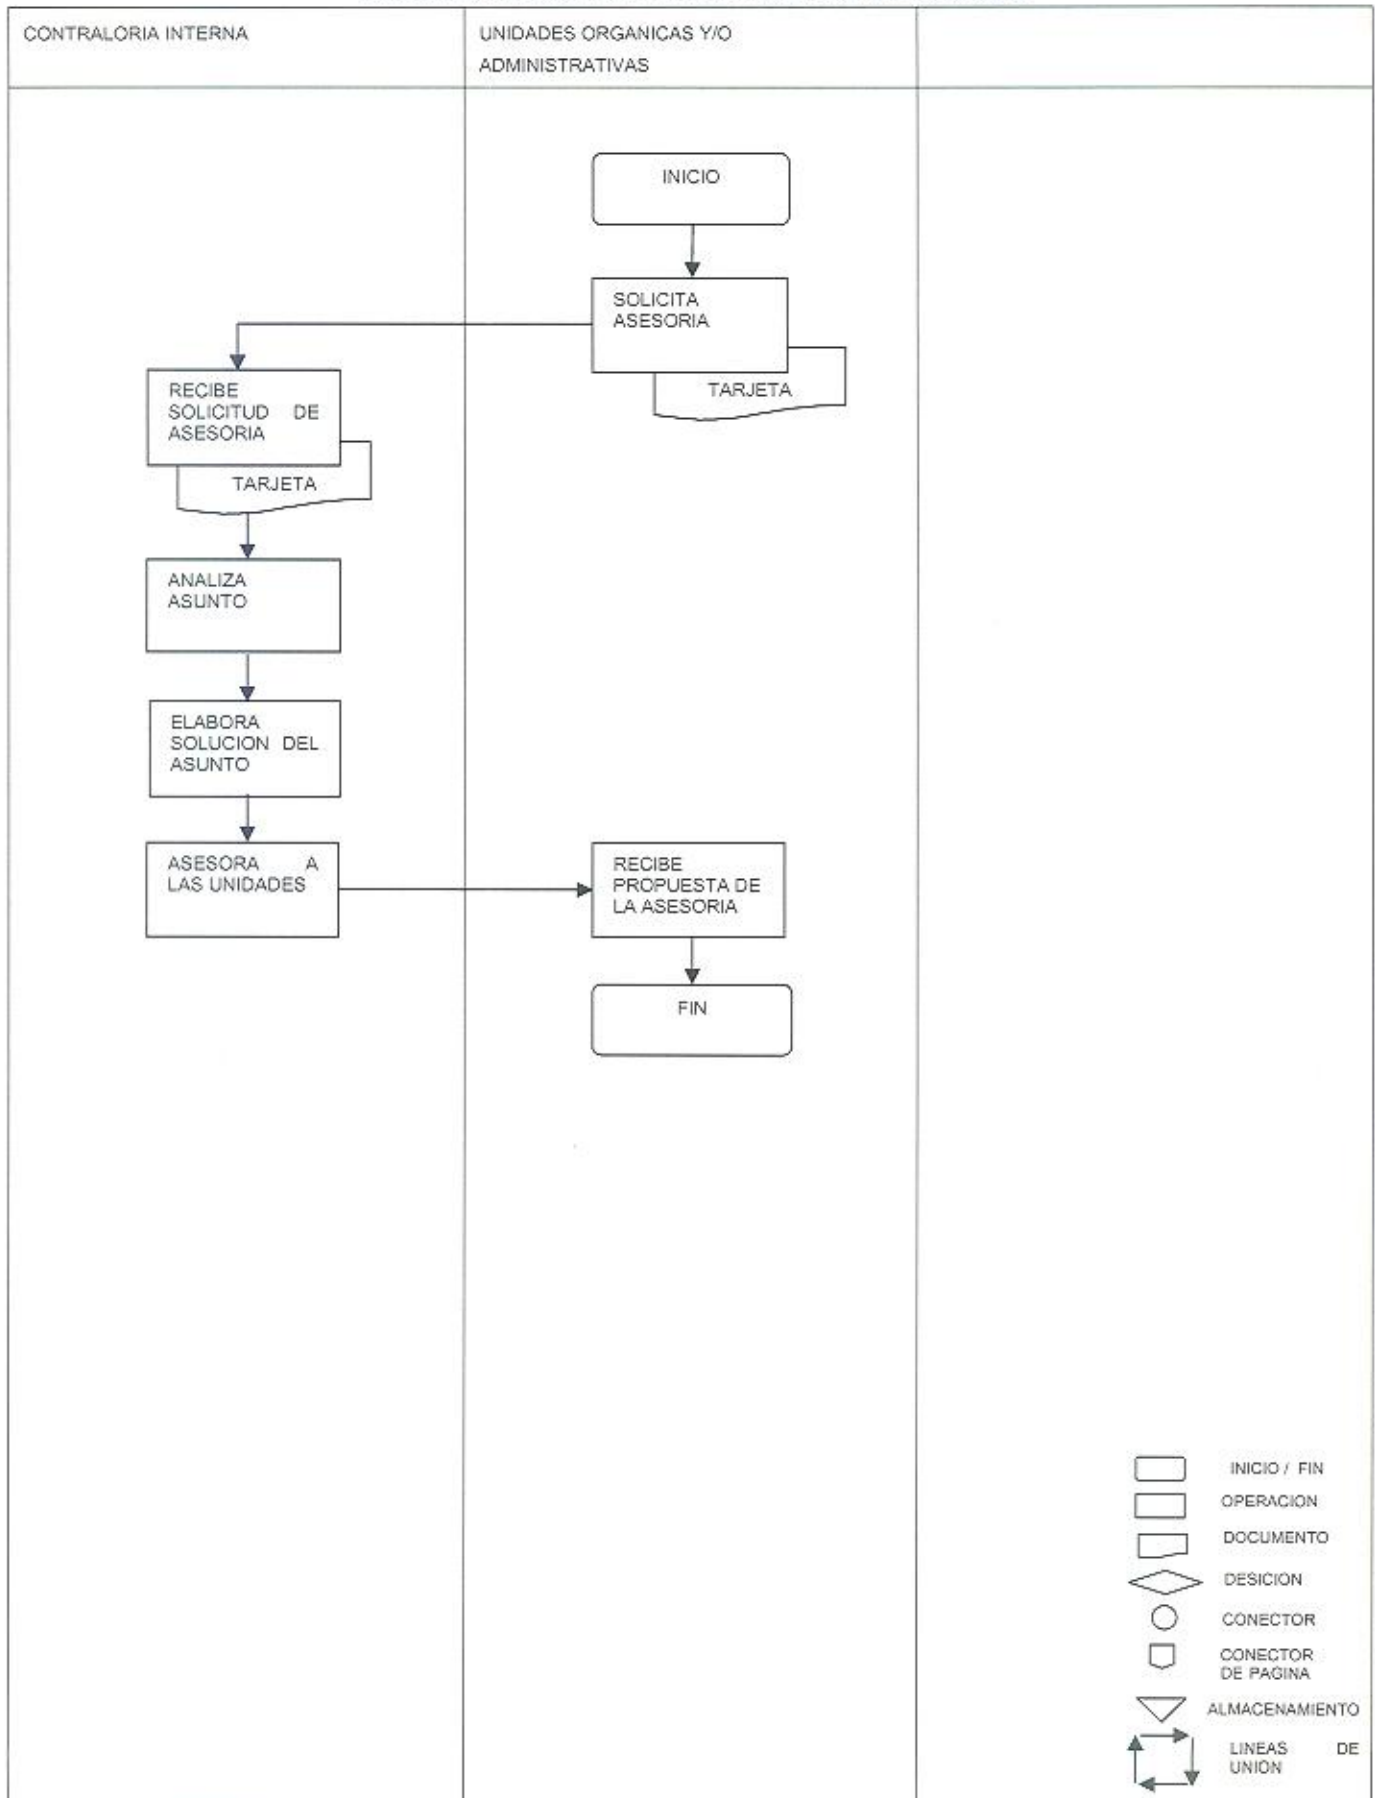 CONTRALORIA INTERNA
UNIDADES ORGANICAS Y/O
ADMINISTRATIVAS
INICIO
SOLICITA
ASESORIA
TARJETA
RECIBE
SOLICITUD DE
ASESORIA
TARJETA
ANALIZA
ASUNTO
ELABORA
SOLUCION DEL
ASUNTO
ASESORA A
LAS UNIDADES
RECIBE
PROPUESTA DE
LA ASESORIA
FIN
INICIO / FIN
OPERACION
DOCUMENTO
DESICION
CONECTOR
CONECTOR
DE PAGINA
ALMACENAMIENTO
LINEAS DE
UNION